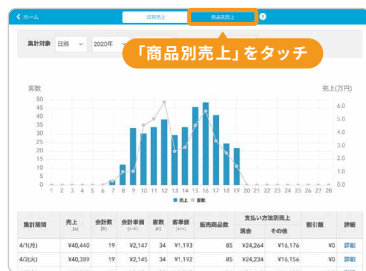 ホーム
日別売上
商品別売上
?
集計対象 日別 2020年
「商品別売上」をタッチ
客数
売上(万円)
50
45
40
35
30
25
20
15
10
5
0
6.0
5.0
4.0
3.0
2.0
1.0
0.0
1 2 3 4 5 6 7 8 9 10 11 12 13 14 15 16 17 18 19 20 21 22 23 24 25 26 27 28
売上 客数
集計期間 売上 会計数 会計単価 客数 客単価 販売商品数 支払い方法別売上 割引額 詳細
現金 その他
4/1(月) ¥40,440 19 ¥2,147 34 ¥1,193 85 ¥24,264 ¥16,176 ¥0 詳細
4/2(火) ¥40,389 19 ¥2,145 34 ¥1,192 85 ¥24,234 ¥16,156 ¥0 詳細